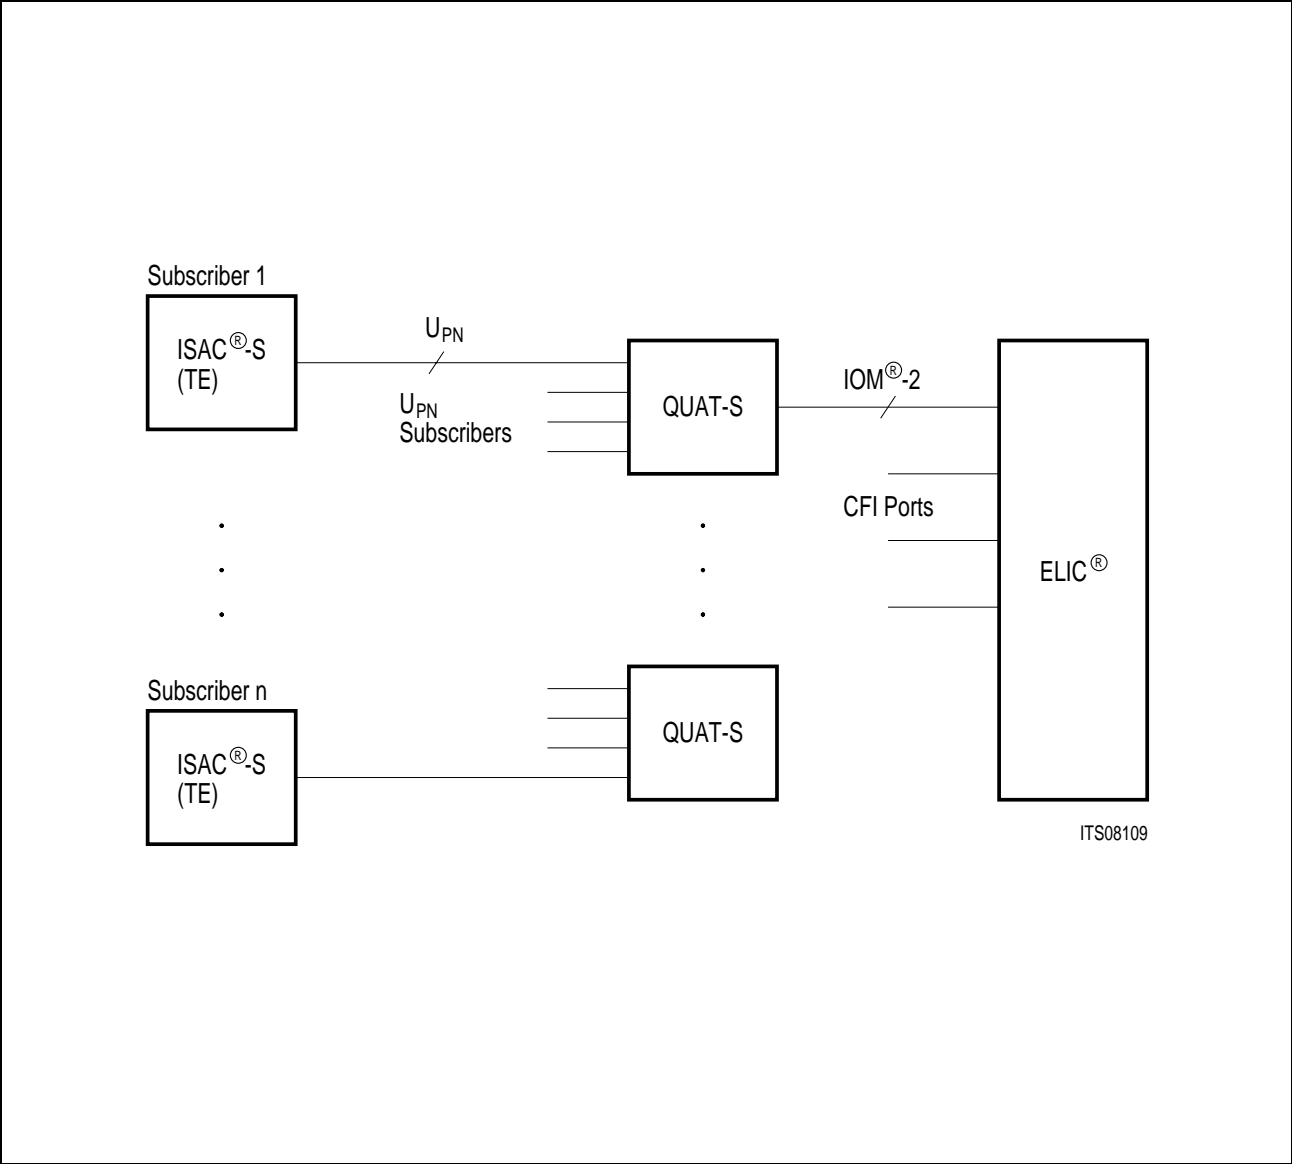 Subscriber 1
ISAC®-S
(TE)
UPN
UPN
Subscribers
QUAT-S
IOM®-2
CFI Ports
ELIC®
Subscriber n
ISAC®-S
(TE)
QUAT-S
ITS08109